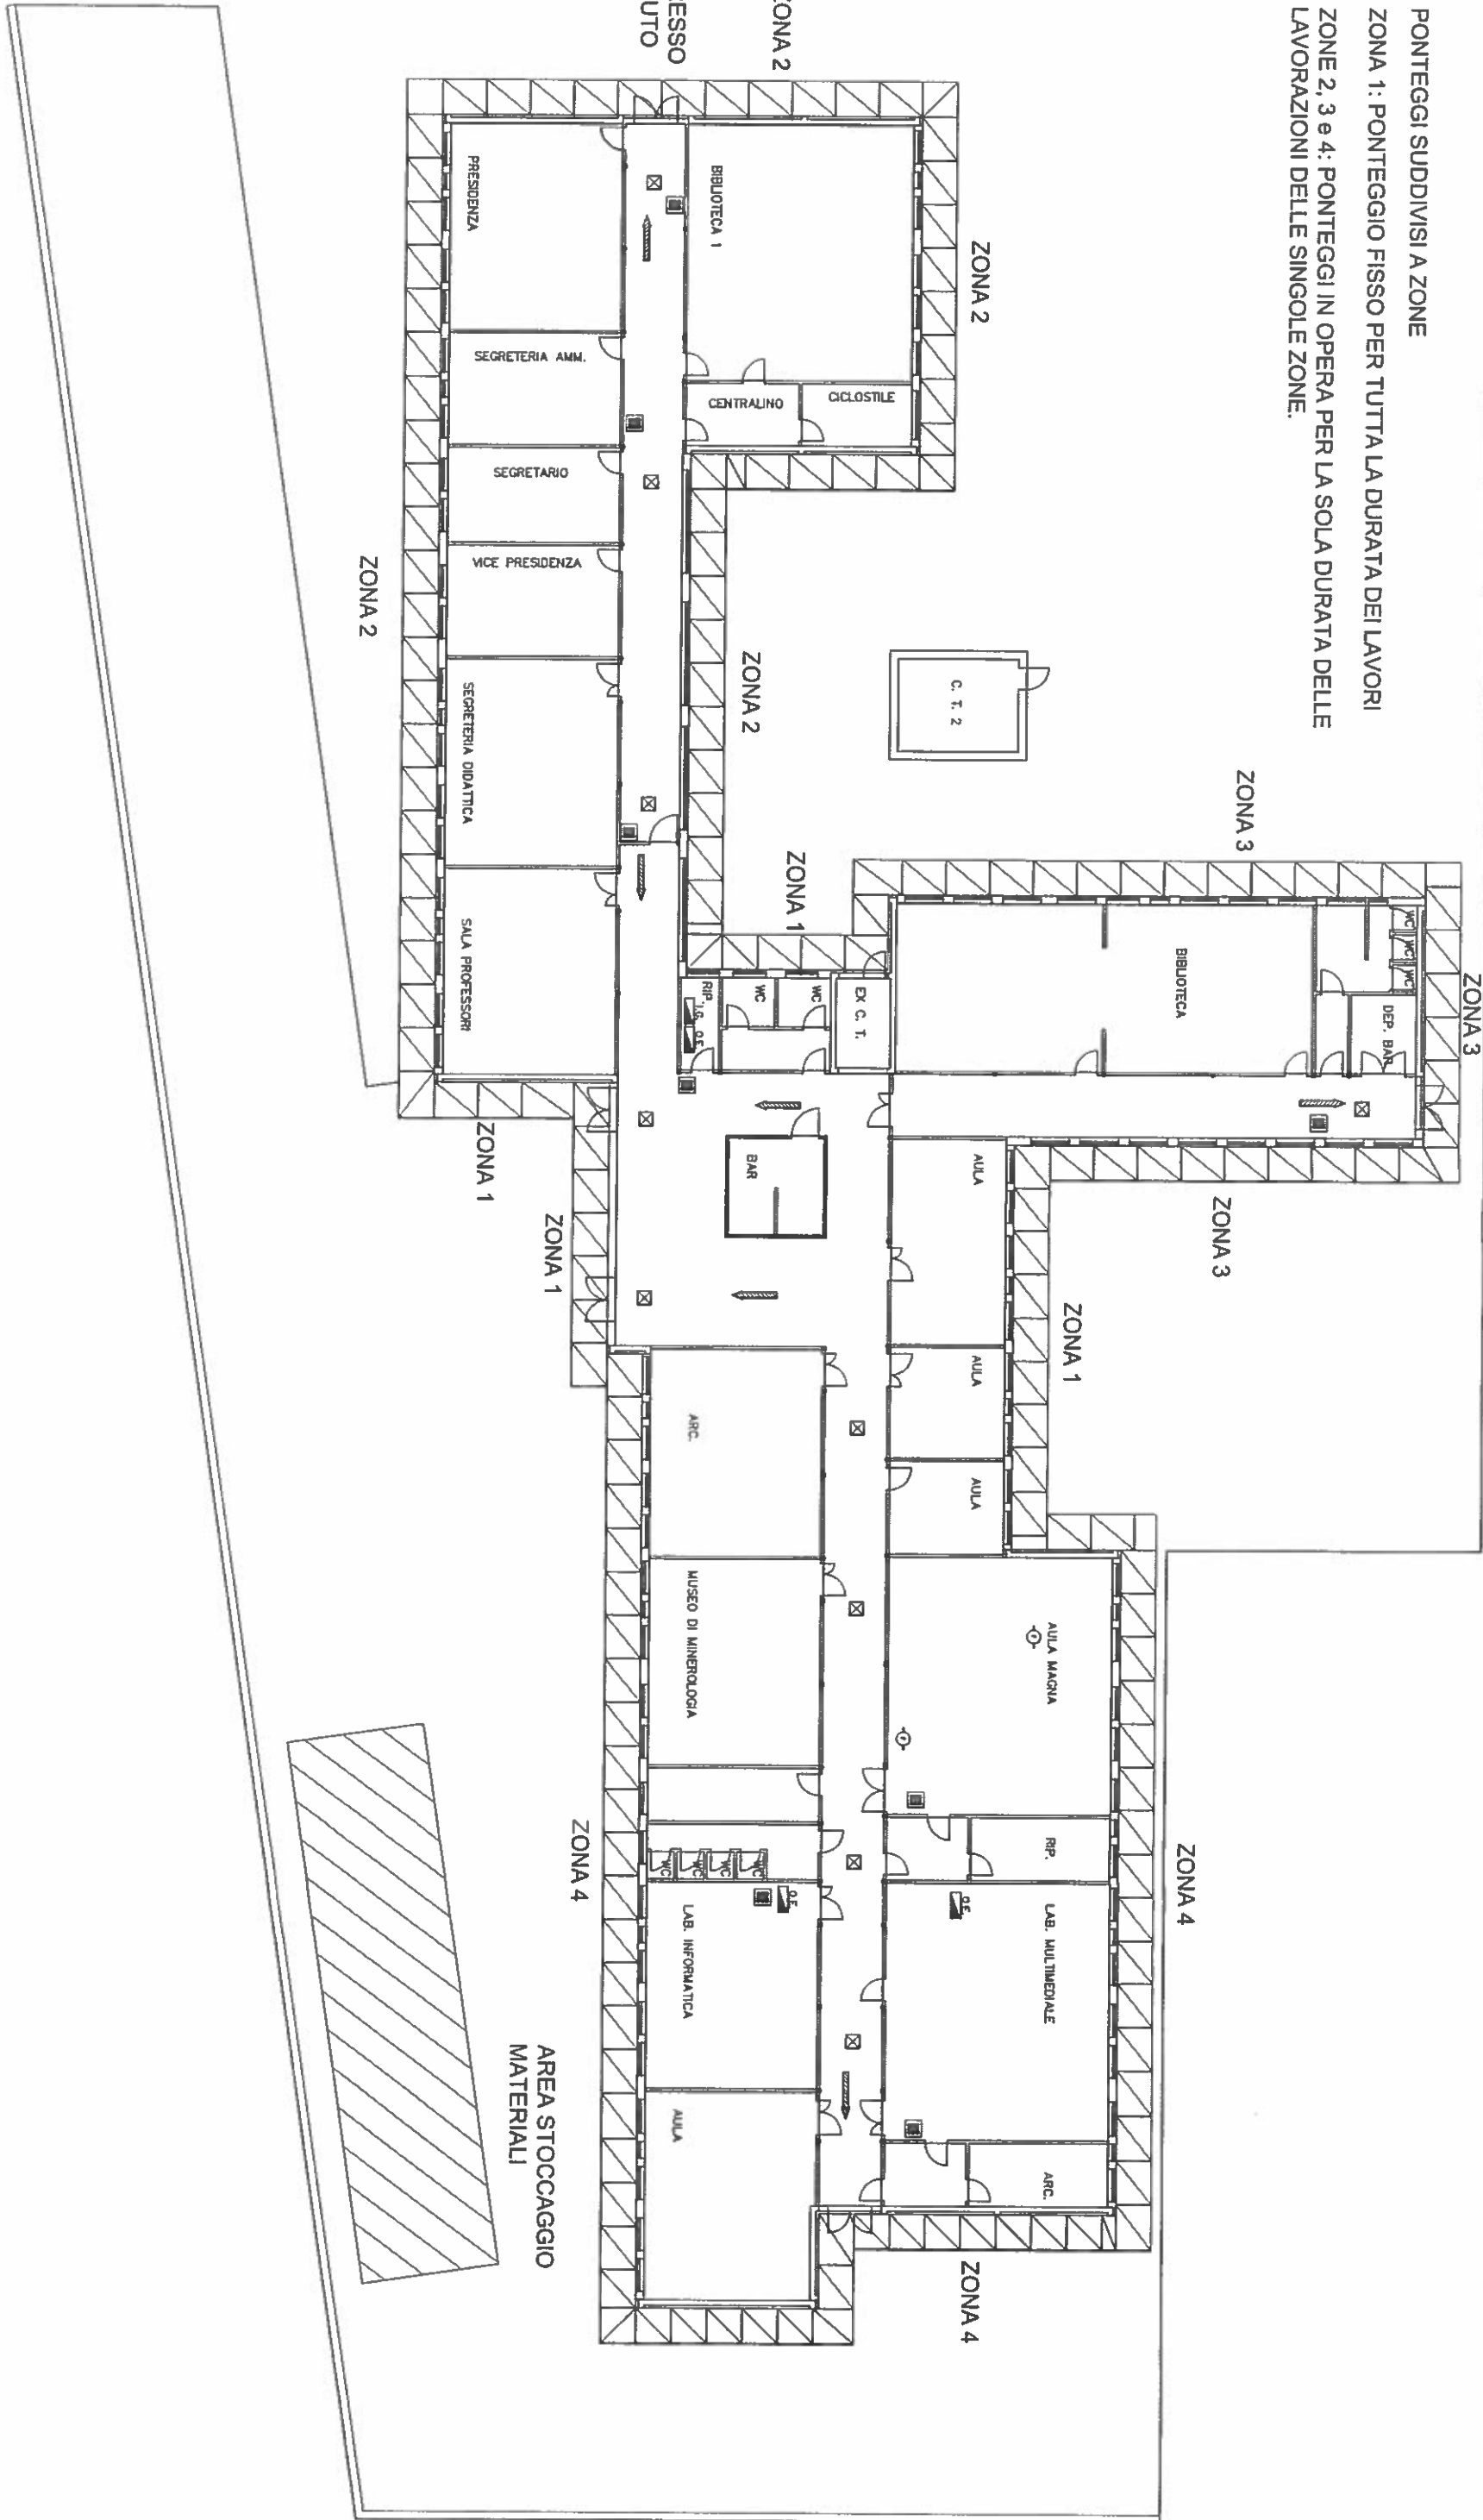 PONTEGGI SUDDIVISI A ZONE
ZONA 1: PONTEGGIO FISSO PER TUTTA LA DURATA DEI LAVORI
ZONE 2, 3 e 4: PONTEGGI IN OPERA PER LA SOLA DURATA DELLE
LAVORAZIONI DELLE SINGOLE ZONE.
ZONA 3
ZONA 3
WC
WC
WC
DEP. BAR
BIBLIOTECA
ZONA 3
ZONA 2
ZONA 2
BIBLIOTECA 1
CENTRALINO
CICLOSTILE
C. T. 2
ZONA 2
ZONA 1
EX C. T.
WC
WC
RIP.
I.G.
Q.E.
BAR
AULA
AULA
AULA
ZONA 1
ZONA 4
AULA MAGNA
RIP.
Q.E.
LAB. MULTIMEDIALE
ARC.
ZONA 4
ESSO
UTO
PRESIDENZA
SEGRETERIA AMM.
SEGRETARIO
VICE PRESIDENZA
SEGRETERIA DIDATTICA
SALA PROFESSORI
ZONA 2
ZONA 1
ZONA 1
ARC.
MUSEO DI MINEROLOGIA
WC
WC
WC
WC
Q.E.
LAB. INFORMATICA
AULA
ZONA 4
AREA STOCCAGGIO
MATERIALI